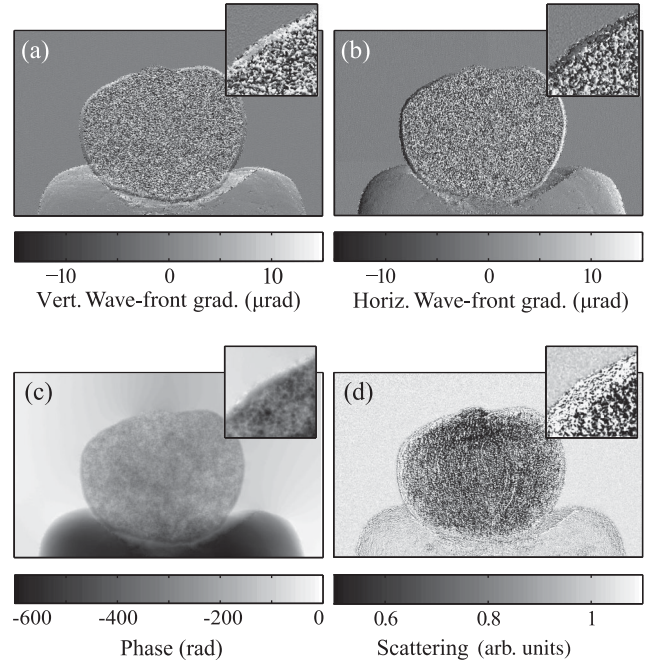 (a)
(b)
−10 0 10
Vert. Wave-front grad. (μrad)
−10 0 10
Horiz. Wave-front grad. (μrad)
(c)
(d)
-600 -400 -200 0
Phase (rad)
0.6 0.8 1
Scattering (arb. units)